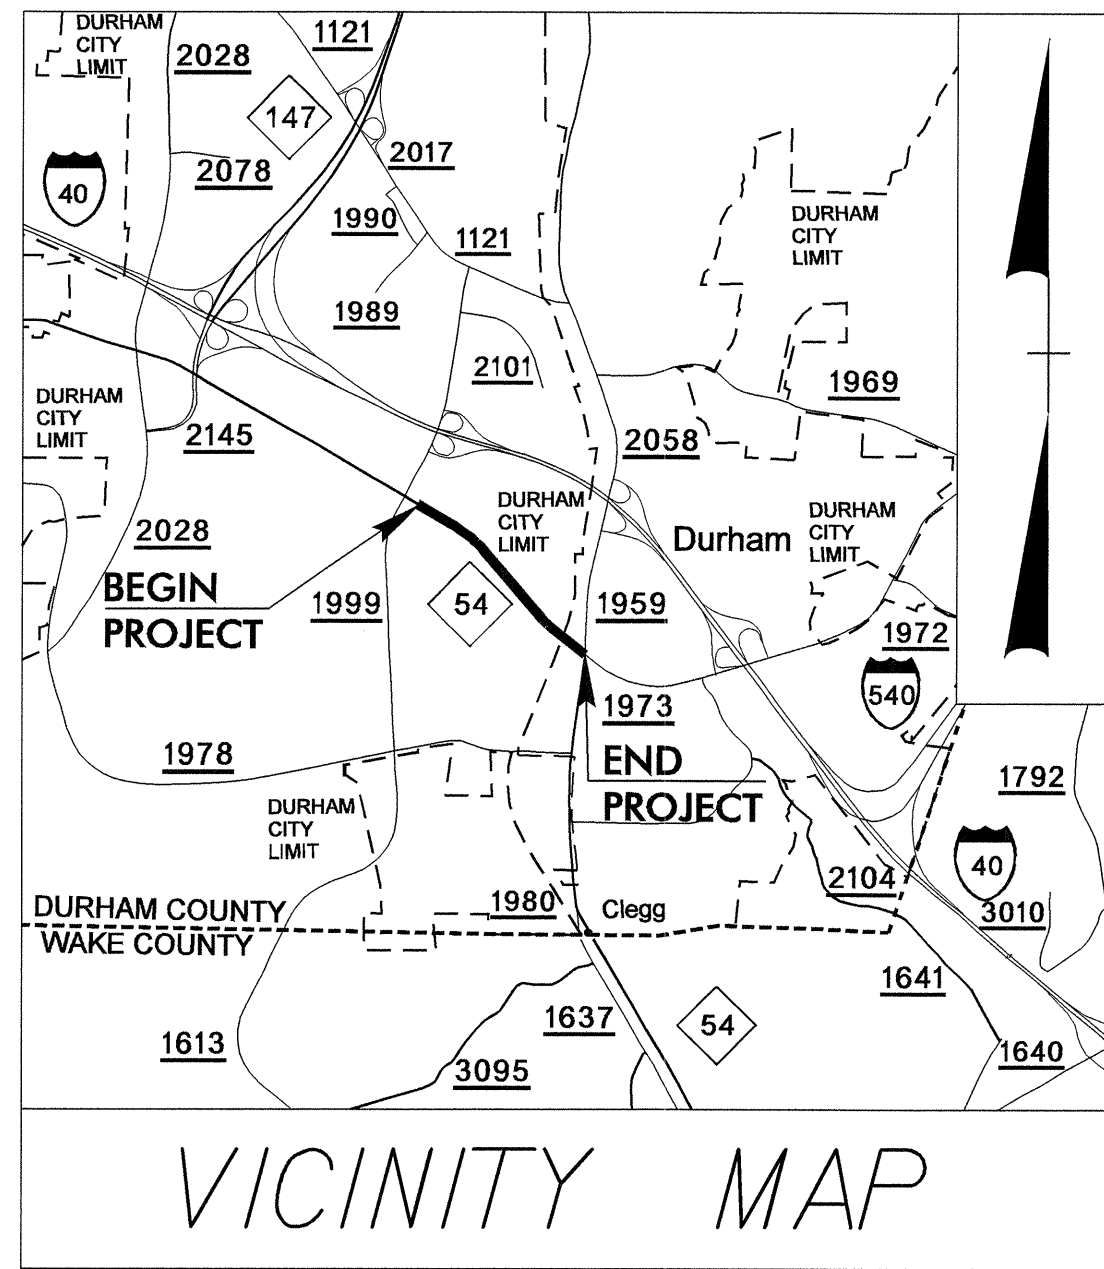 DURHAM
CITY
LIMIT
2028
1121
147
2017
2078
40
1990
1121
DURHAM
CITY
LIMIT
1989
2101
1969
DURHAM
CITY
LIMIT
2145
2058
DURHAM
CITY
LIMIT
DURHAM
CITY
LIMIT
2028
Durham
BEGIN
PROJECT
1999
54
1959
1972
540
1973
1978
END
PROJECT
1792
DURHAM
CITY
LIMIT
40
2104
1980
Clegg
3010
DURHAM COUNTY
WAKE COUNTY
1641
1637
54
1613
1640
3095
VICINITY MAP